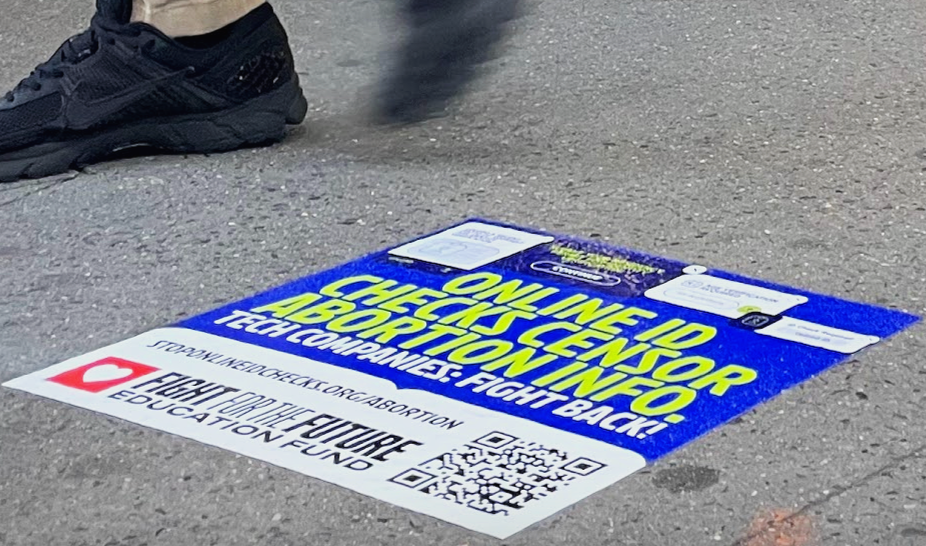 CONTINUE
ONLINE ID
CHECKS CENSOR
ABORTION INFO.
TECH COMPANIES: FIGHT BACK!
STOPONLINEIDCHECKS.ORG/ABORTION
FIGHT FOR THE FUTURE
EDUCATION FUND